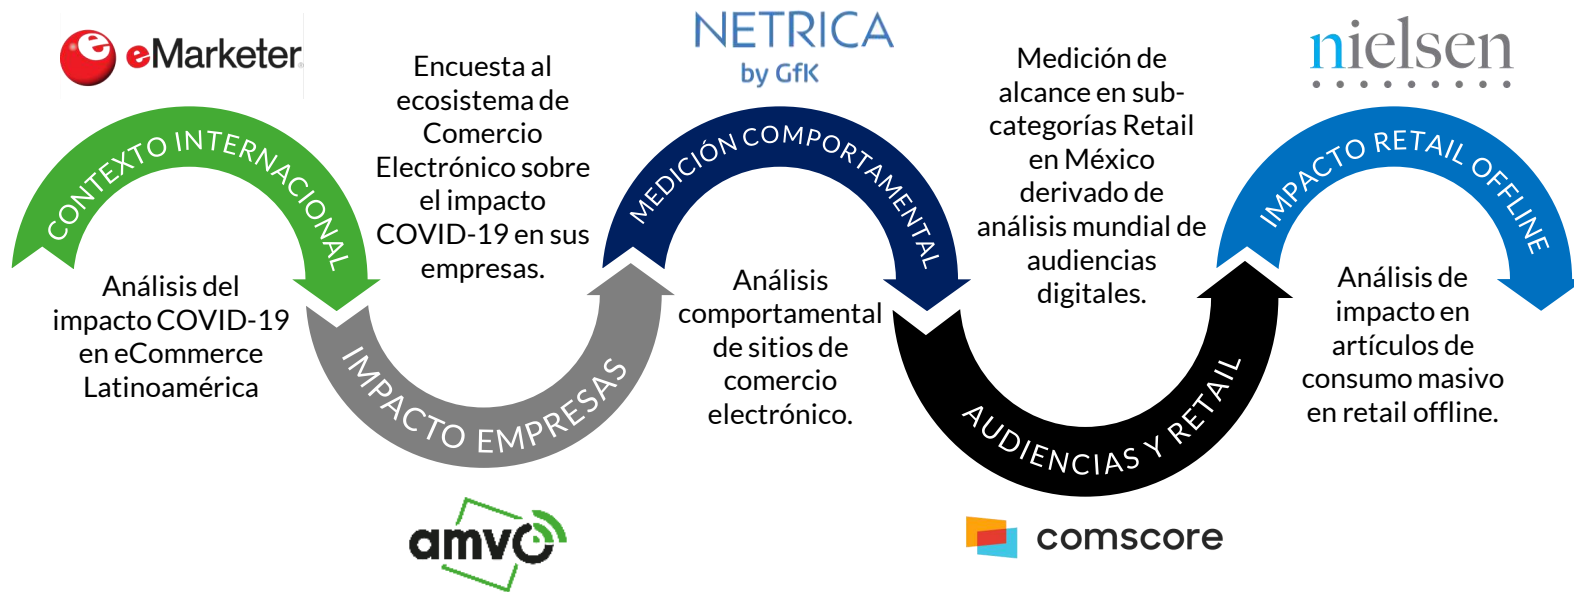 eMarketer
CONTEXTO INTERNACIONAL
Análisis del
impacto COVID-19
en eCommerce
Latinoamérica
Encuesta al
ecosistema de
Comercio
Electrónico sobre
el impacto
COVID-19 en sus
empresas.
IMPACTO EMPRESAS
amvo
NETRICA
by GfK
MEDICIÓN COMPORTAMENTAL
Análisis
comportamental
de sitios de
comercio
electrónico.
Medición de
alcance en sub-
categorías Retail
en México
derivado de
análisis mundial de
audiencias
digitales.
AUDIENCIAS Y RETAIL
comscore
nielsen
IMPACTO RETAIL OFFLINE
Análisis de
impacto en
artículos de
consumo masivo
en retail offline.